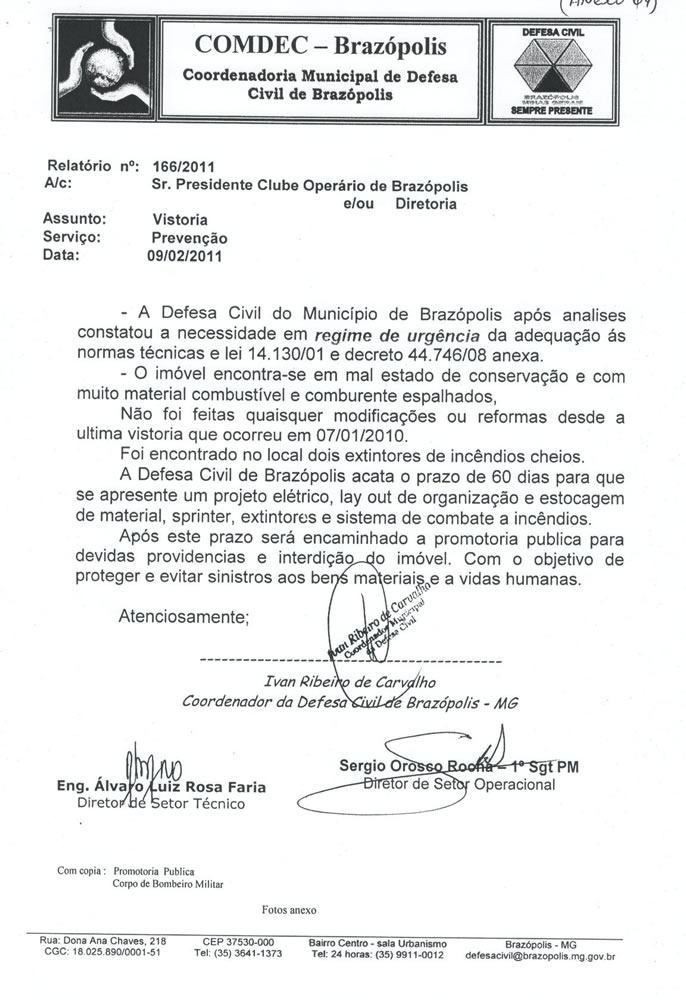 (ANEXO 04)
COMDEC – Brazópolis
Coordenadoria Municipal de Defesa
Civil de Brazópolis
DEFESA CIVIL
BRAZÓPOLIS
MINAS GERAIS
SEMPRE PRESENTE
Relatório nº: 166/2011
A/c: Sr. Presidente Clube Operário de Brazópolis
e/ou Diretoria
Assunto: Vistoria
Serviço: Prevenção
Data: 09/02/2011
- A Defesa Civil do Município de Brazópolis após analises
constatou a necessidade em regime de urgência da adequação ás
normas técnicas e lei 14.130/01 e decreto 44.746/08 anexa.
- O imóvel encontra-se em mal estado de conservação e com
muito material combustível e comburente espalhados,
Não foi feitas quaisquer modificações ou reformas desde a
ultima vistoria que ocorreu em 07/01/2010.
Foi encontrado no local dois extintores de incêndios cheios.
A Defesa Civil de Brazópolis acata o prazo de 60 dias para que
se apresente um projeto elétrico, lay out de organização e estocagem
de material, sprinter, extintores e sistema de combate a incêndios.
Após este prazo será encaminhado a promotoria publica para
devidas providencias e interdição do imóvel. Com o objetivo de
proteger e evitar sinistros aos bens materiais e a vidas humanas.
Atenciosamente;
Ivan Ribeiro de Carvalho
Coordenador Municipal
da Defesa Civil
Ivan Ribeiro de Carvalho
Coordenador da Defesa Civil de Brazópolis - MG
Eng. Álvaro Luiz Rosa Faria
Diretor de Setor Técnico
Sergio Orosco Rocha – 1º Sgt PM
Diretor de Setor Operacional
Com copia : Promotoria Publica
Corpo de Bombeiro Militar
Fotos anexo
Rua: Dona Ana Chaves, 218 CEP 37530-000 Bairro Centro - sala Urbanismo Brazópolis - MG
CGC: 18.025.890/0001-51 Tel: (35) 3641-1373 Tel: 24 horas: (35) 9911-0012 defesacivil@brazopolis.mg.gov.br